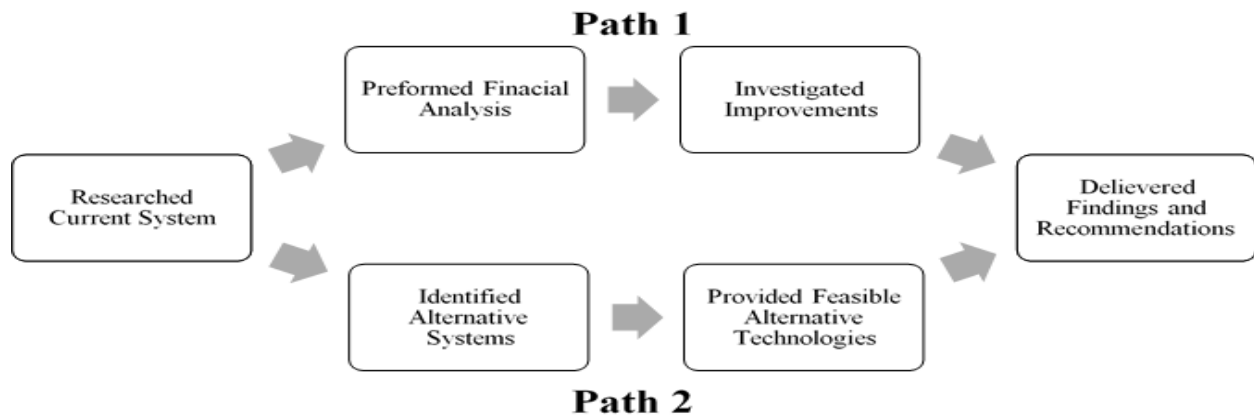 Path 1
Preformed Finacial
Analysis
Investigated
Improvements
Researched
Current System
Delievered
Findings and
Recommendations
Identified
Alternative
Systems
Provided Feasible
Alternative
Technologies
Path 2